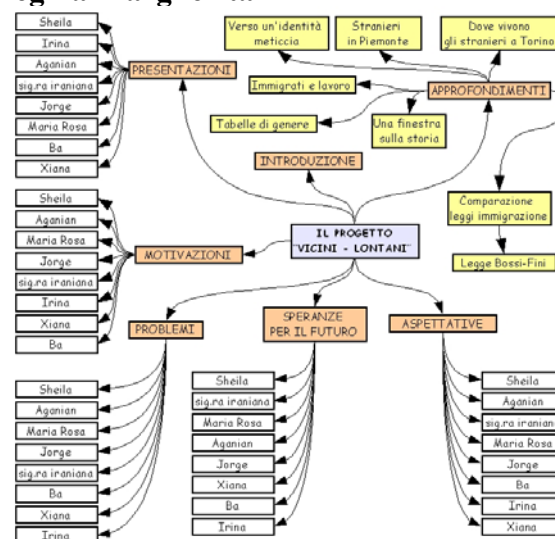 Sheila
Irina
Aganian
sig.ra iraniana
Jorge
Maria Rosa
Ba
Xiana
PRESENTAZIONI
Verso un'identità
meticcia
Stranieri
in Piemonte
Dove vivono
gli stranieri a Torino
Immigrati e lavoro
APPROFONDIMENTI
Tabelle di genere
Una finestra
sulla storia
INTRODUZIONE
Comparazione
leggi immigrazione
Legge Bossi-Fini
IL PROGETTO
VICINI - LONTANI
Sheila
Aganian
Maria Rosa
Jorge
sig.ra iraniana
Irina
Xiana
Ba
MOTIVAZIONI
PROBLEMI
SPERANZE
PER IL FUTURO
ASPETTATIVE
Sheila
Aganian
Maria Rosa
Jorge
sig.ra iraniana
Ba
Xiana
Irina
Sheila
sig.ra iraniana
Maria Rosa
Aganian
Jorge
Xiana
Ba
Irina
Sheila
Aganian
sig.ra iraniana
Maria Rosa
Jorge
Ba
Irina
Xiana